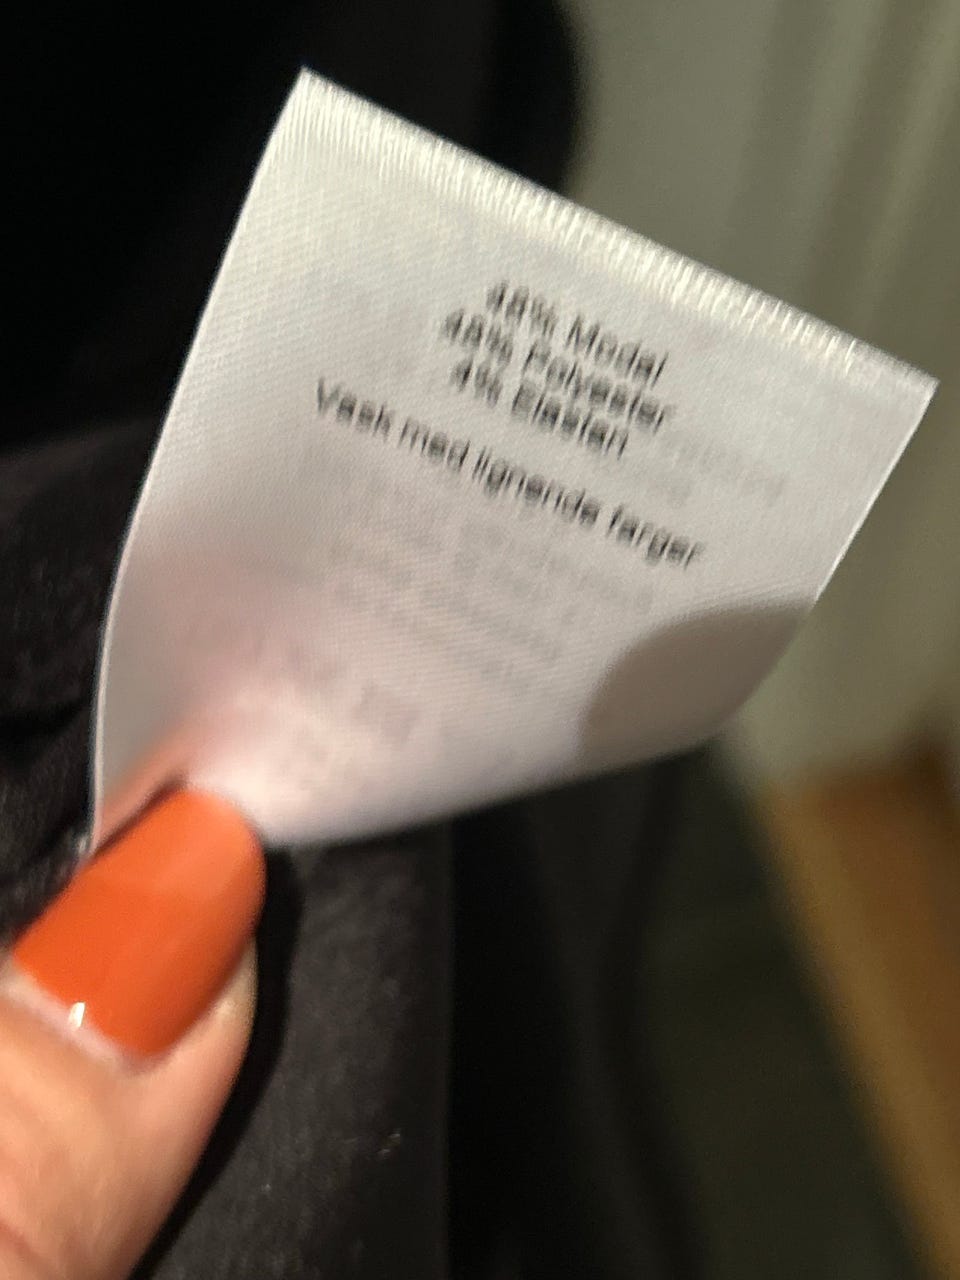 48% Modal
48% Polyester
4% Elastan
Vask med lignende farger